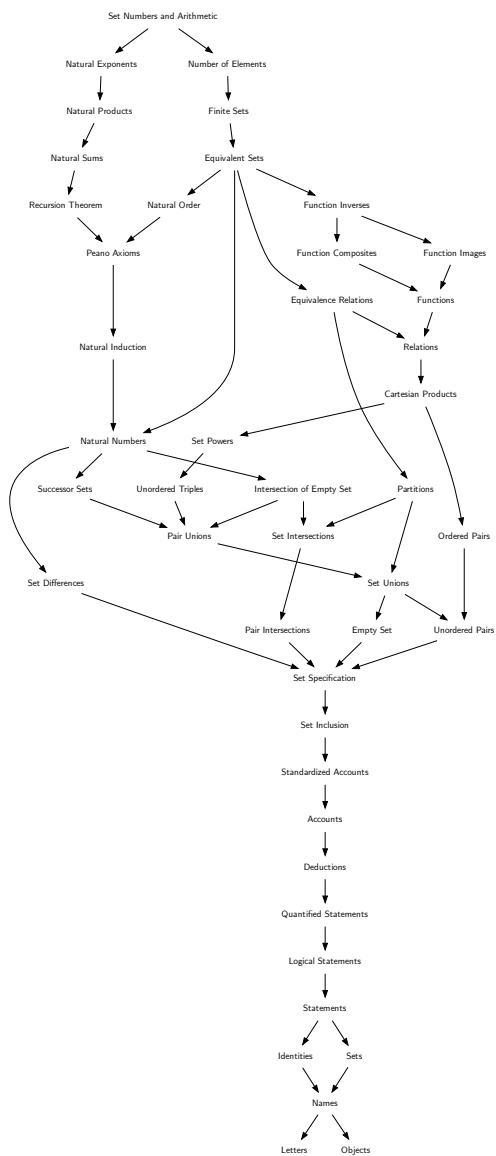 Set Numbers and Arithmetic
Natural Exponents Number of Elements
Natural Products Finite Sets
Natural Sums Equivalent Sets
Recursion Theorem Natural Order Function Inverses
Peano Axioms Function Composites Function Images
Equivalence Relations Functions
Natural Induction Relations
Cartesian Products
Natural Numbers Set Powers
Successor Sets Unordered Triples Intersection of Empty Set Partitions
Pair Unions Set Intersections Ordered Pairs
Set Differences Set Unions
Pair Intersections Empty Set Unordered Pairs
Set Specification
Set Inclusion
Standardized Accounts
Accounts
Deductions
Quantified Statements
Logical Statements
Statements
Identities Sets
Names
Letters Objects